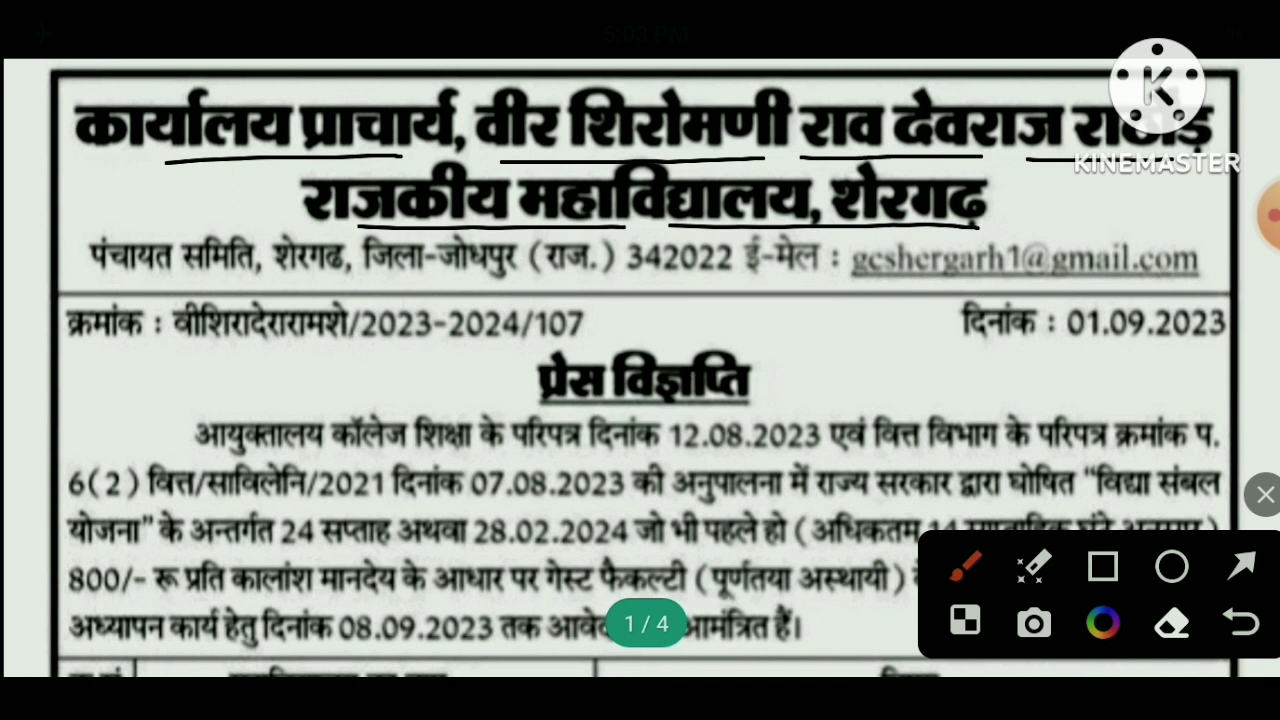 5:03 PM
KINEMASTER
कार्यालय प्राचार्य, वीर शिरोमणी राव देवराज
राजकीय महाविद्यालय, शेरगढ़
पंचायत समिति, शेरगढ, जिला-जोधपुर (राज.) 342022 ई-मेल : gcshergarh1@gmail.com
क्रमांक : वीशिरादेरारामशे/2023-2024/107 दिनांक : 01.09.2023
प्रेस विज्ञप्ति
आयुक्तालय कॉलेज शिक्षा के परिपत्र दिनांक 12.08.2023 एवं वित्त विभाग के परिपत्र क्रमांक प.
6(2) वित्त/साविलेनि/2021 दिनांक 07.08.2023 की अनुपालना में राज्य सरकार द्वारा घोषित "विद्या संबल
योजना" के अन्तर्गत 24 सप्ताह अथवा 28.02.2024 जो भी पहले हो (अधिकतम
800/- रू प्रति कालांश मानदेय के आधार पर गेस्ट फैकल्टी (पूर्णतया अस्थायी)
अध्यापन कार्य हेतु दिनांक 08.09.2023 तक आमंत्रित हैं।
1 / 4